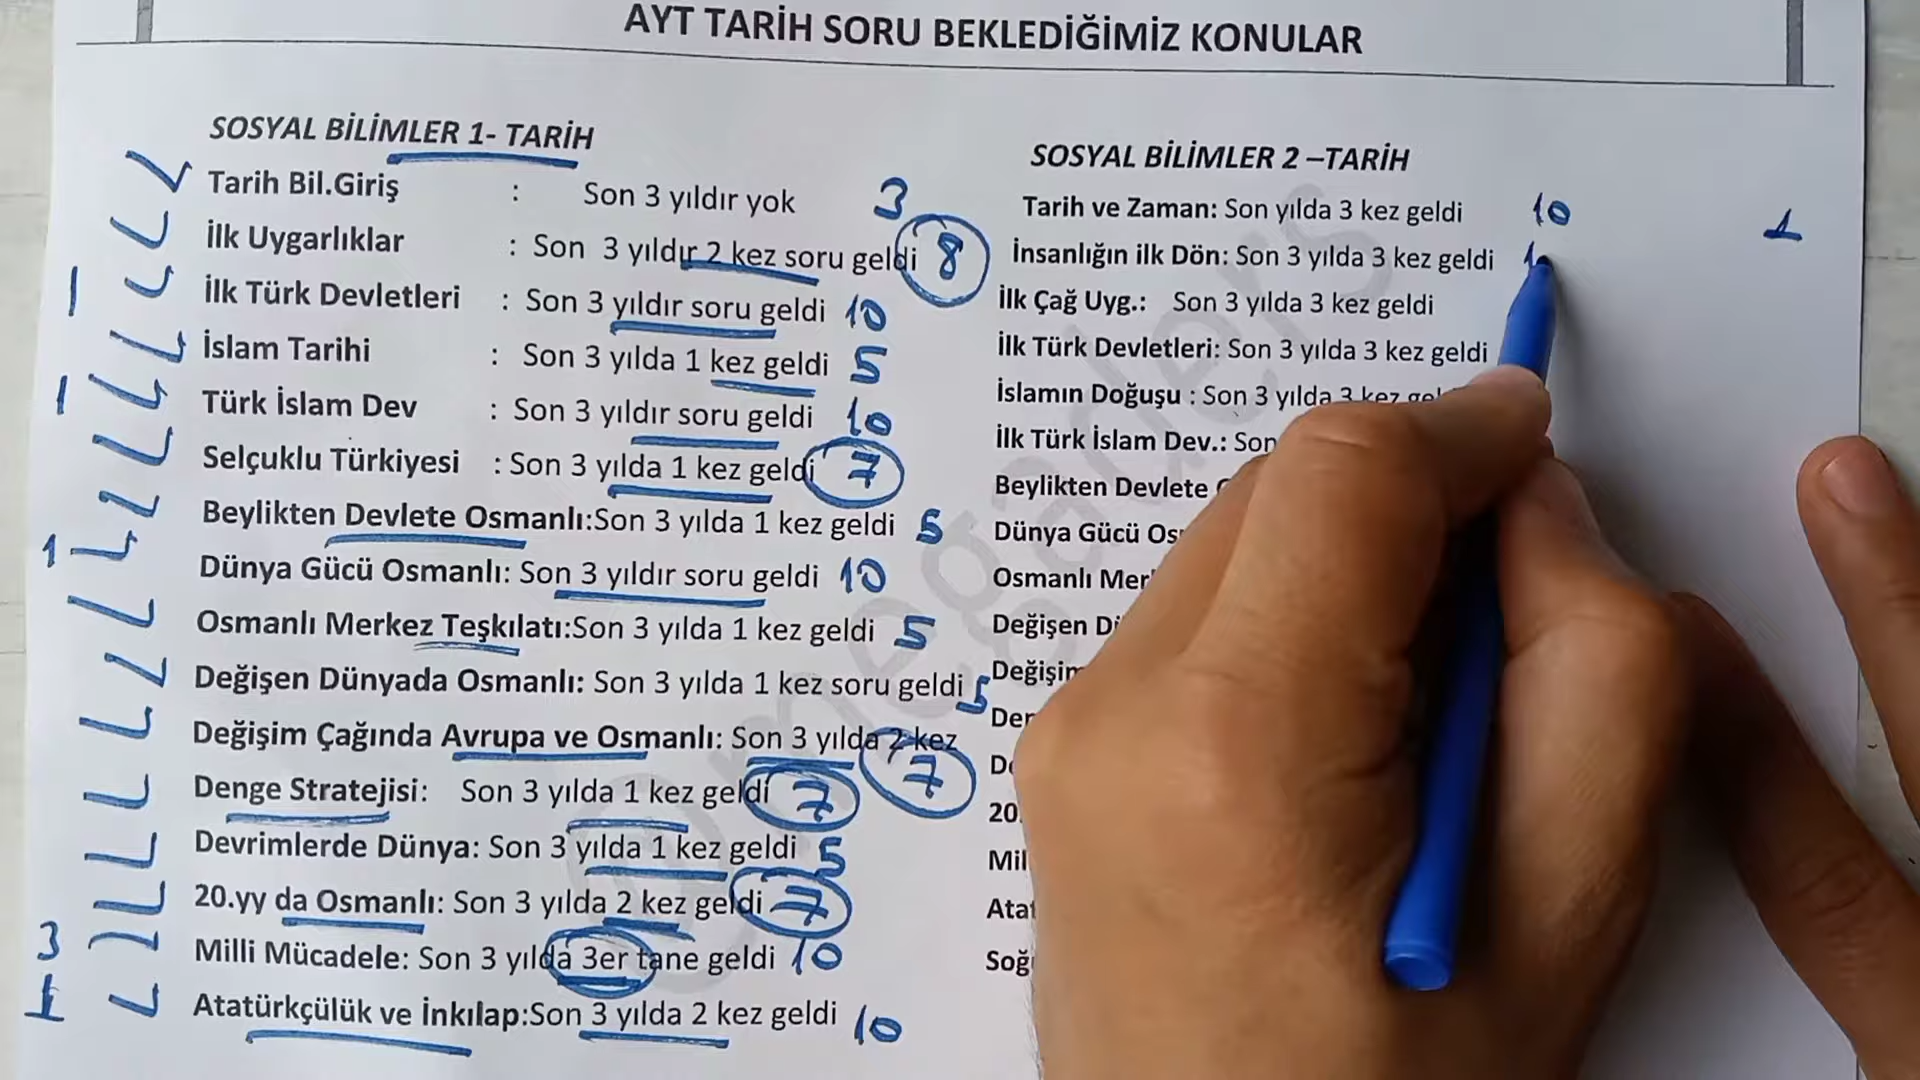 AYT TARİH SORU BEKLEDİĞİMİZ KONULAR
SOSYAL BİLİMLER 1- TARİH
Tarih Bil.Giriş : Son 3 yıldır yok 3
İlk Uygarlıklar : Son 3 yıldır 2 kez soru geldi 8
İlk Türk Devletleri : Son 3 yıldır soru geldi 10
İslam Tarihi : Son 3 yılda 1 kez geldi 5
Türk İslam Dev : Son 3 yıldır soru geldi 10
Selçuklu Türkiyesi : Son 3 yılda 1 kez geldi 7
Beylikten Devlete Osmanlı:Son 3 yılda 1 kez geldi 5
Dünya Gücü Osmanlı: Son 3 yıldır soru geldi 10
Osmanlı Merkez Teşkılatı:Son 3 yılda 1 kez geldi 5
Değişen Dünyada Osmanlı: Son 3 yılda 1 kez soru geldi 5
Değişim Çağında Avrupa ve Osmanlı: Son 3 yılda 2 kez 7
Denge Stratejisi: Son 3 yılda 1 kez geldi 7
Devrimlerde Dünya: Son 3 yılda 1 kez geldi 5
20.yy da Osmanlı: Son 3 yılda 2 kez geldi 7
3 Milli Mücadele: Son 3 yılda 3er tane geldi 10
1 Atatürkçülük ve İnkılap:Son 3 yılda 2 kez geldi 10
SOSYAL BİLİMLER 2 –TARİH
Tarih ve Zaman: Son yılda 3 kez geldi 10 1
İnsanlığın ilk Dön: Son 3 yılda 3 kez geldi
İlk Çağ Uyg.: Son 3 yılda 3 kez geldi
İlk Türk Devletleri: Son 3 yılda 3 kez geldi
İslamın Doğuşu : Son 3 yılda 3 kez
İlk Türk İslam Dev.: Son
Beylikten Devlete
Dünya Gücü
Osmanlı
Değişen
20.